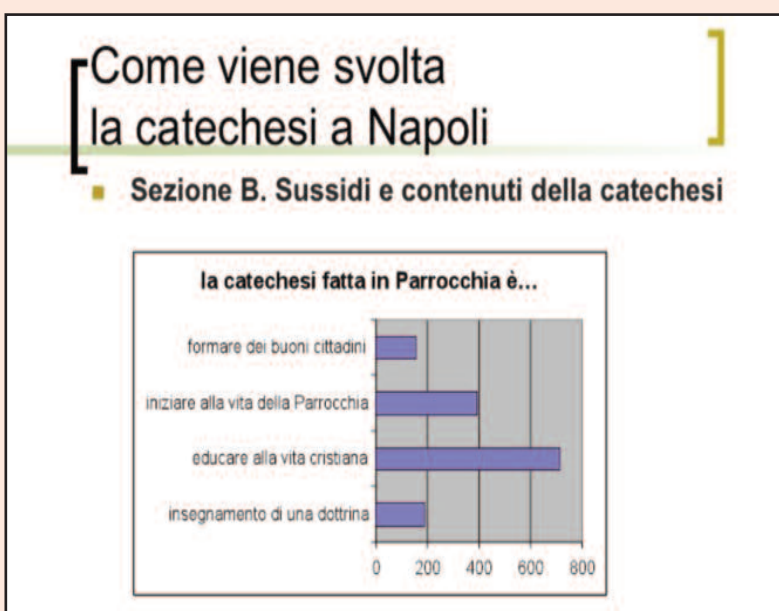 Come viene svolta
la catechesi a Napoli
Sezione B. Sussidi e contenuti della catechesi
la catechesi fatta in Parrocchia è...
formare dei buoni cittadini
iniziare alla vita della Parrocchia
educare alla vita cristiana
insegnamento di una dottrina
0 200 400 600 800